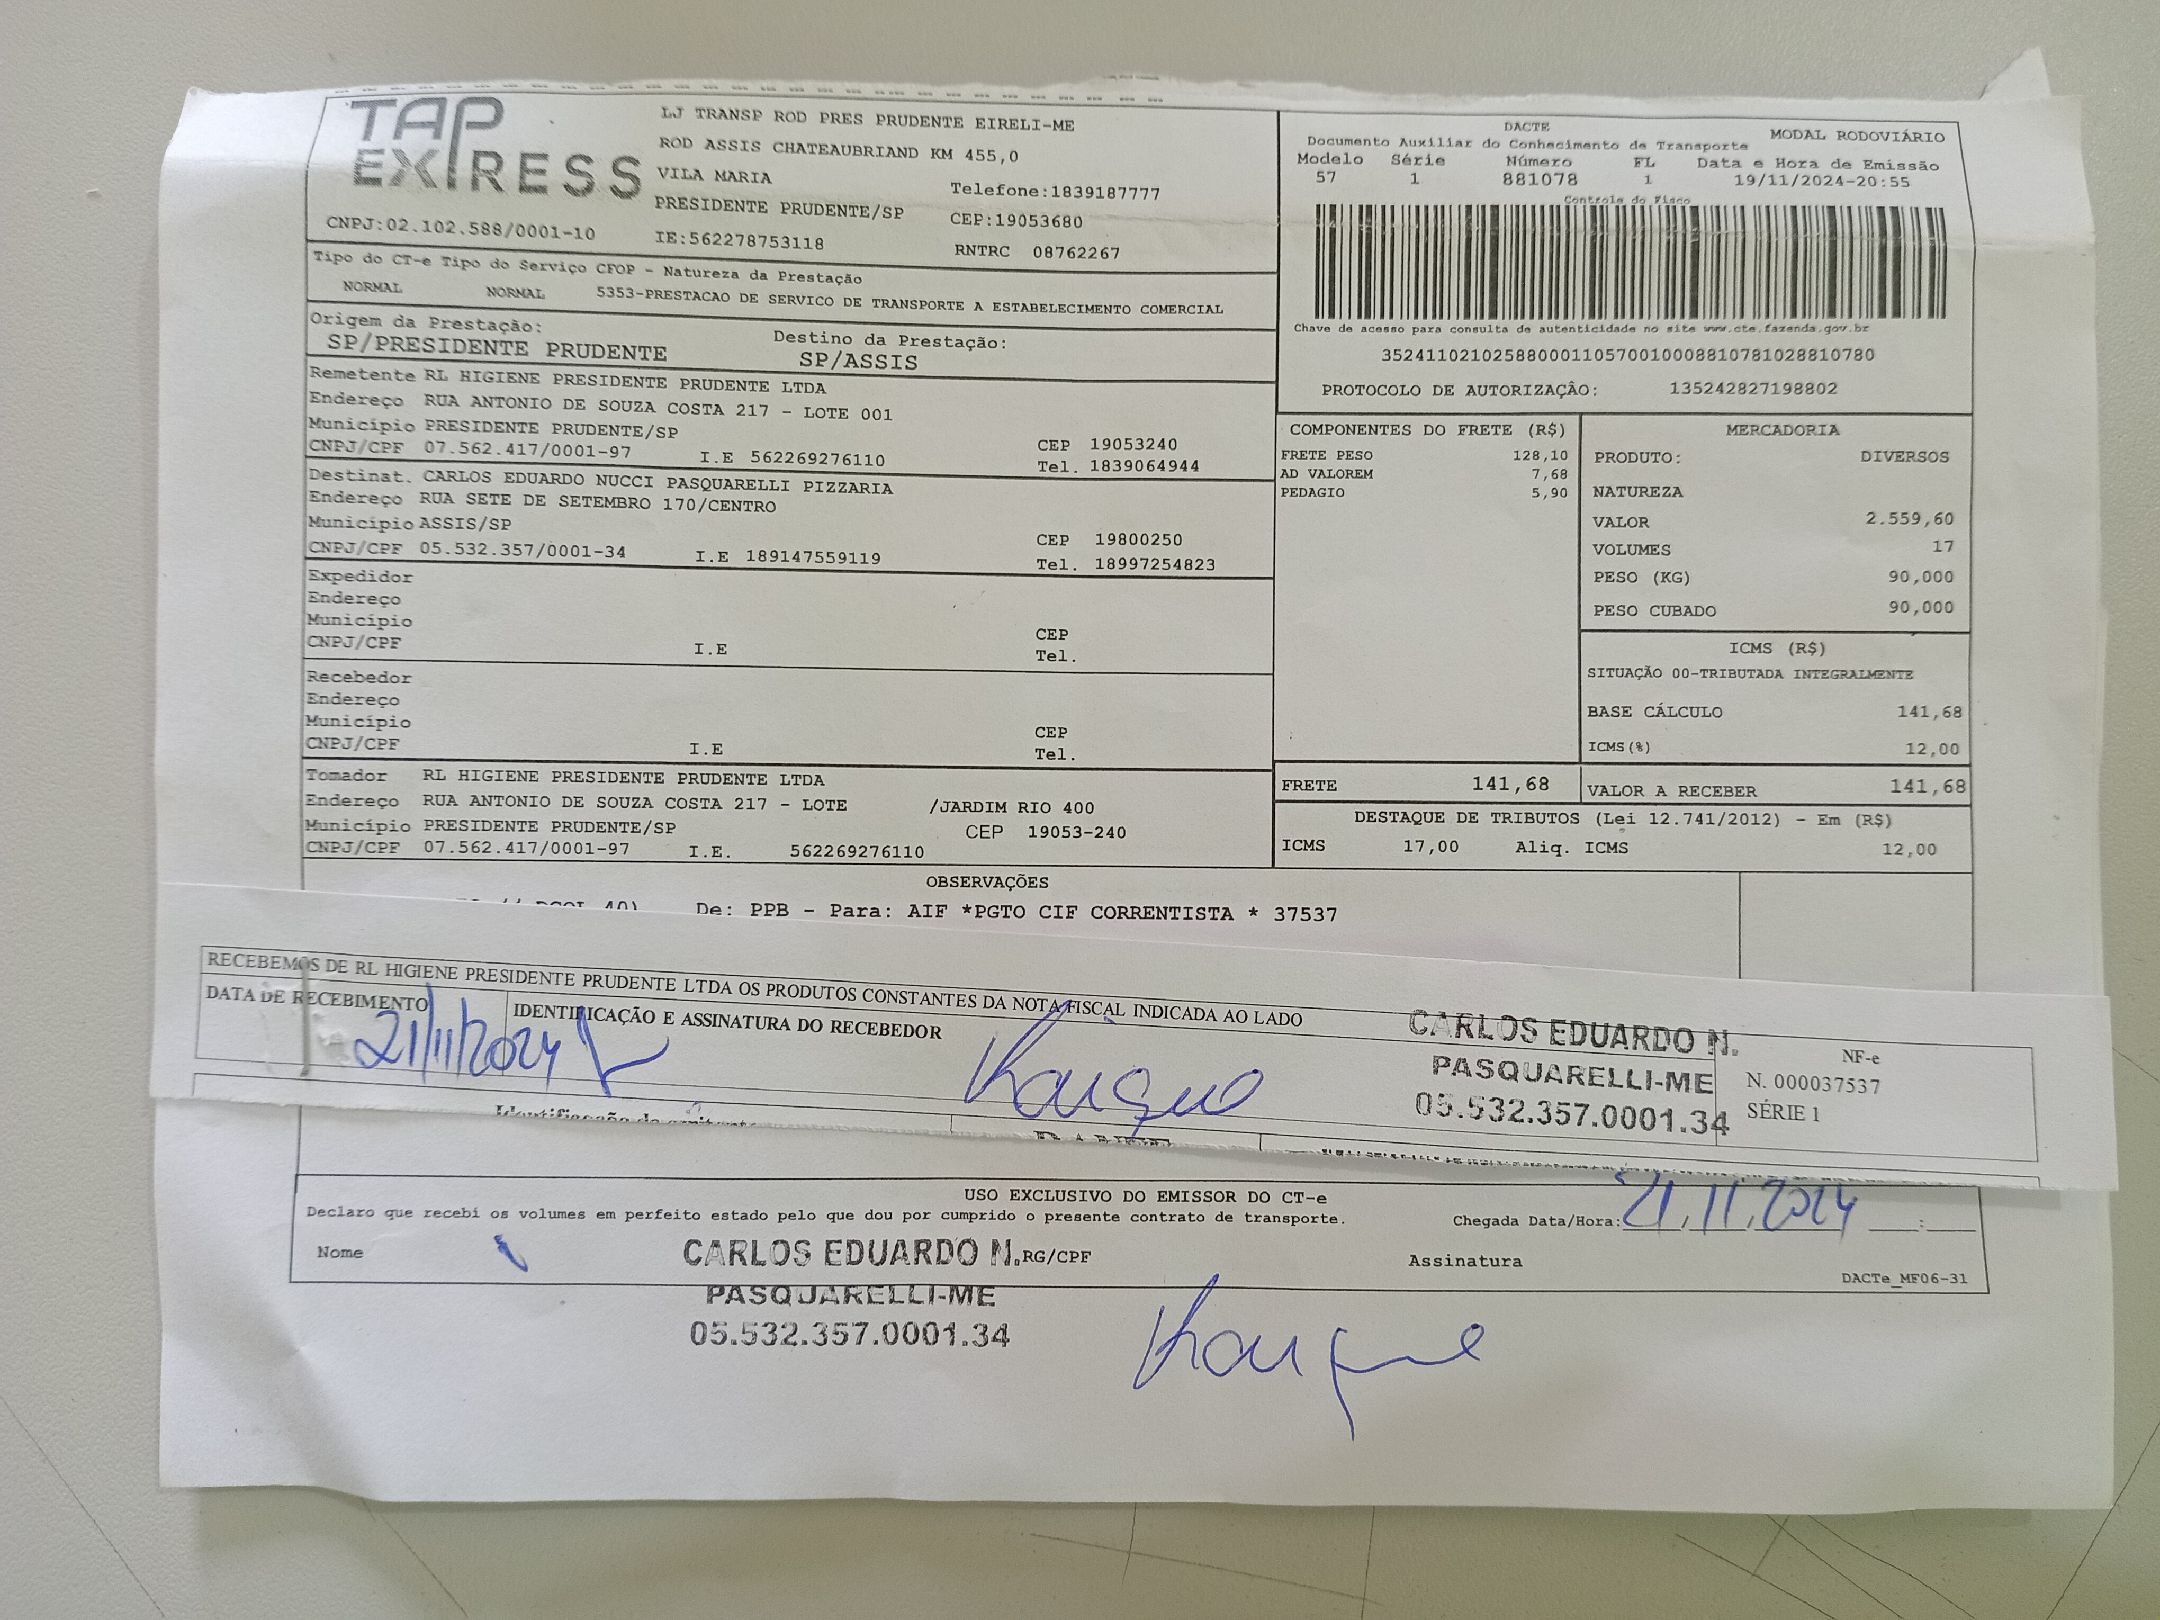 TAP EXPRESS
LJ TRANSP ROD PRES PRUDENTE EIRELI-ME
ROD ASSIS CHATEAUBRIAND KM 455,0
VILA MARIA
Telefone:1839187777
PRESIDENTE PRUDENTE/SP
CEP:19053680
CNPJ:02.102.588/0001-10
IE:562278753118
RNTRC 08762267
DACTE
MODAL RODOVIÁRIO
Documento Auxiliar do Conhecimento de Transporte
Modelo Série Número FL Data e Hora de Emissão
57 1 881078 1 19/11/2024-20:55
Controle do Fisco
Chave de acesso para consulta de autenticidade no site www.cte.fazenda.gov.br
35241102102588000110570010008810781028810780
PROTOCOLO DE AUTORIZAÇÂO: 135242827198802
Tipo do CT-e Tipo do Serviço CFOP - Natureza da Prestação
NORMAL NORMAL 5353-PRESTACAO DE SERVICO DE TRANSPORTE A ESTABELECIMENTO COMERCIAL
Origem da Prestação: Destino da Prestação:
SP/PRESIDENTE PRUDENTE SP/ASSIS
Remetente RL HIGIENE PRESIDENTE PRUDENTE LTDA
Endereço RUA ANTONIO DE SOUZA COSTA 217 - LOTE 001
Município PRESIDENTE PRUDENTE/SP CEP 19053240
CNPJ/CPF 07.562.417/0001-97 I.E 562269276110 Tel. 1839064944
Destinat. CARLOS EDUARDO NUCCI PASQUARELLI PIZZARIA
Endereço RUA SETE DE SETEMBRO 170/CENTRO
Município ASSIS/SP CEP 19800250
CNPJ/CPF 05.532.357/0001-34 I.E 189147559119 Tel. 18997254823
Expedidor
Endereço
Município CEP
CNPJ/CPF I.E Tel.
Recebedor
Endereço
Município CEP
CNPJ/CPF I.E Tel.
Tomador RL HIGIENE PRESIDENTE PRUDENTE LTDA
Endereço RUA ANTONIO DE SOUZA COSTA 217 - LOTE /JARDIM RIO 400
Município PRESIDENTE PRUDENTE/SP CEP 19053-240
CNPJ/CPF 07.562.417/0001-97 I.E. 562269276110
COMPONENTES DO FRETE (R$)
FRETE PESO 128,10
AD VALOREM 7,68
PEDAGIO 5,90
MERCADORIA
PRODUTO: DIVERSOS
NATUREZA
VALOR 2.559,60
VOLUMES 17
PESO (KG) 90,000
PESO CUBADO 90,000
ICMS (R$)
SITUAÇÃO 00-TRIBUTADA INTEGRALMENTE
BASE CÁLCULO 141,68
ICMS(%) 12,00
FRETE 141,68 VALOR A RECEBER 141,68
DESTAQUE DE TRIBUTOS (Lei 12.741/2012) - Em (R$)
ICMS 17,00 Aliq. ICMS 12,00
OBSERVAÇÕES
De: PPB - Para: AIF *PGTO CIF CORRENTISTA * 37537
RECEBEMOS DE RL HIGIENE PRESIDENTE PRUDENTE LTDA OS PRODUTOS CONSTANTES DA NOTA FISCAL INDICADA AO LADO
DATA DE RECEBIMENTO
21/11/2024
IDENTIFICAÇÃO E ASSINATURA DO RECEBEDOR
CARLOS EDUARDO N.
PASQUARELLI-ME
05.532.357.0001.34
NF-e
N. 000037537
SÉRIE 1
USO EXCLUSIVO DO EMISSOR DO CT-e
Declaro que recebi os volumes em perfeito estado pelo que dou por cumprido o presente contrato de transporte.
Chegada Data/Hora: 21/11/2024 :
Nome
CARLOS EDUARDO N.
RG/CPF
Assinatura
PASQUARELLI-ME
05.532.357.0001.34
DACTe_MF06-31